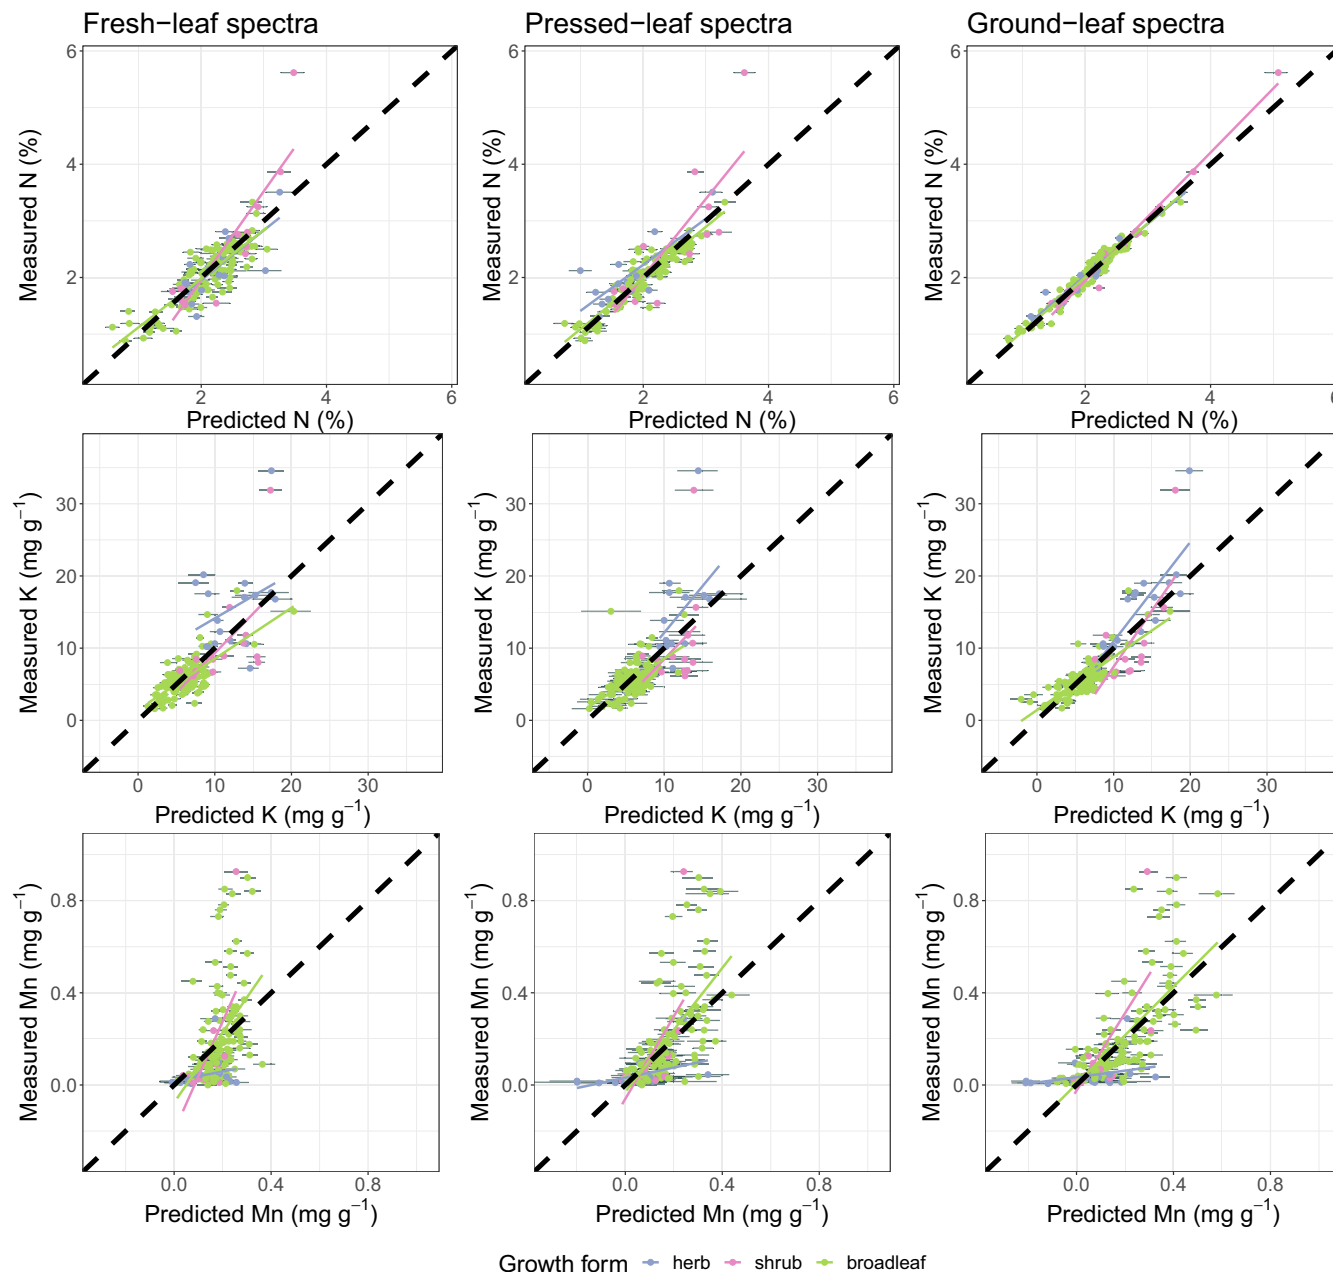 Fresh−leaf spectra
Pressed−leaf spectra
Ground−leaf spectra
Measured N (%)
6
4
2
2
4
6
Predicted N (%)
Measured N (%)
6
4
2
2
4
6
Predicted N (%)
Measured N (%)
6
4
2
2
4
6
Predicted N (%)
Measured K (mg g−1)
30
20
10
0
0
10
20
30
Predicted K (mg g−1)
Measured K (mg g−1)
30
20
10
0
0
10
20
30
Predicted K (mg g−1)
Measured K (mg g−1)
30
20
10
0
0
10
20
30
Predicted K (mg g−1)
Measured Mn (mg g−1)
0.8
0.4
0.0
0.0
0.4
0.8
Predicted Mn (mg g−1)
Measured Mn (mg g−1)
0.8
0.4
0.0
0.0
0.4
0.8
Predicted Mn (mg g−1)
Measured Mn (mg g−1)
0.8
0.4
0.0
0.0
0.4
0.8
Predicted Mn (mg g−1)
Growth form herb shrub broadleaf